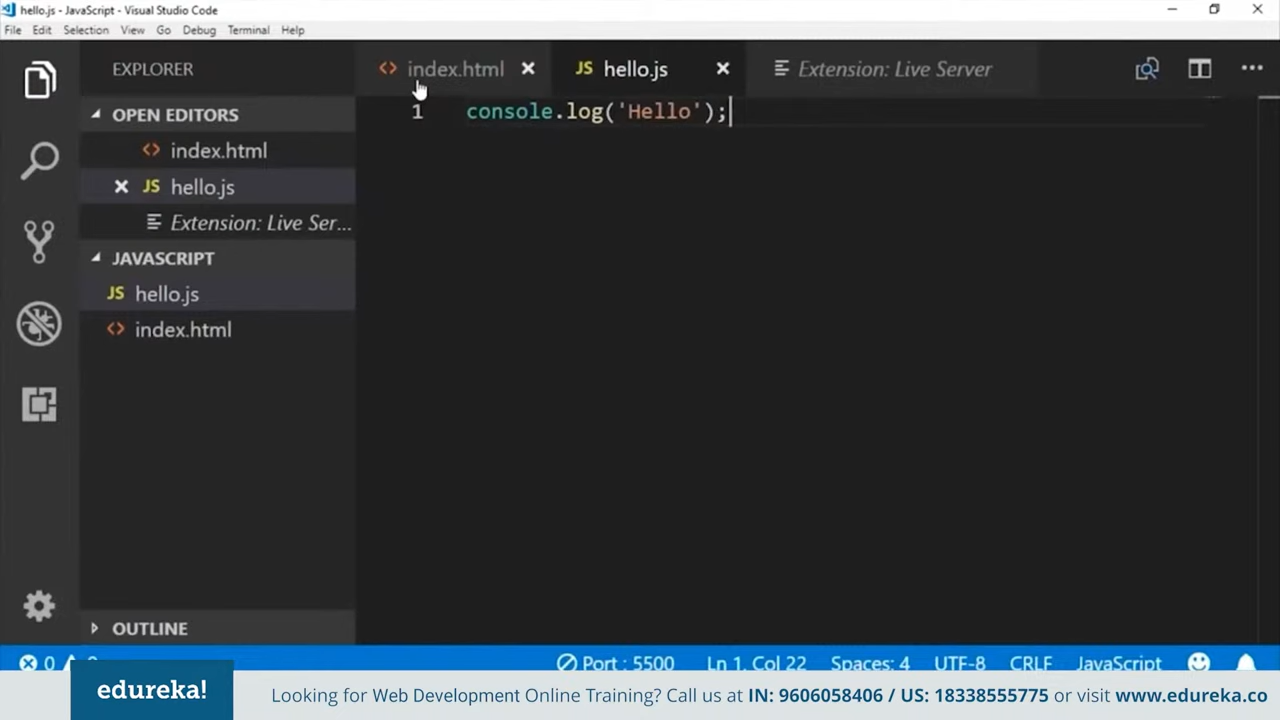 hello.js - JavaScript - Visual Studio Code
File Edit Selection View Go Debug Terminal Help
EXPLORER
OPEN EDITORS
index.html
JS hello.js
Extension: Live Ser...
JAVASCRIPT
JS hello.js
index.html
OUTLINE
index.html JS hello.js Extension: Live Server
1 console.log('Hello');
0 Port : 5500 Ln 1, Col 22 Spaces: 4 UTF-8 CRLF JavaScript
edureka!
Looking for Web Development Online Training? Call us at IN: 9606058406 / US: 18338555775 or visit www.edureka.co